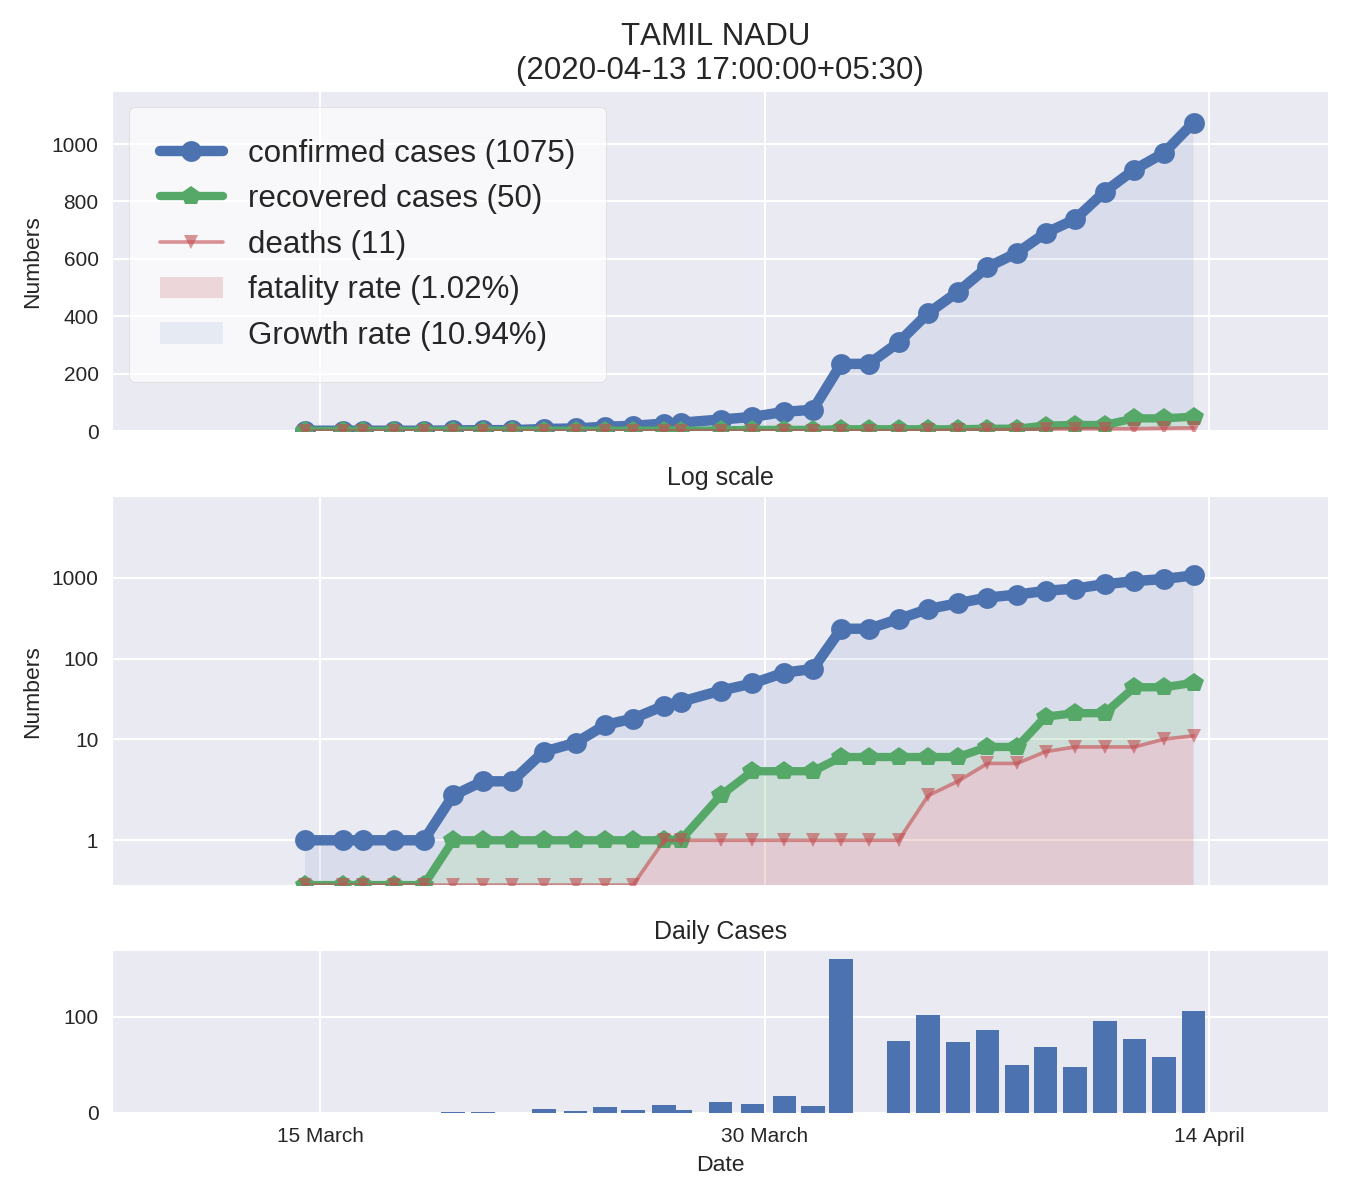 TAMIL NADU
(2020-04-13 17:00:00+05:30)
confirmed cases (1075)
recovered cases (50)
deaths (11)
fatality rate (1.02%)
Growth rate (10.94%)
Numbers
1000
800
600
400
200
0
Log scale
Numbers
1000
100
10
1
Daily Cases
100
0
15 March
30 March
14 April
Date